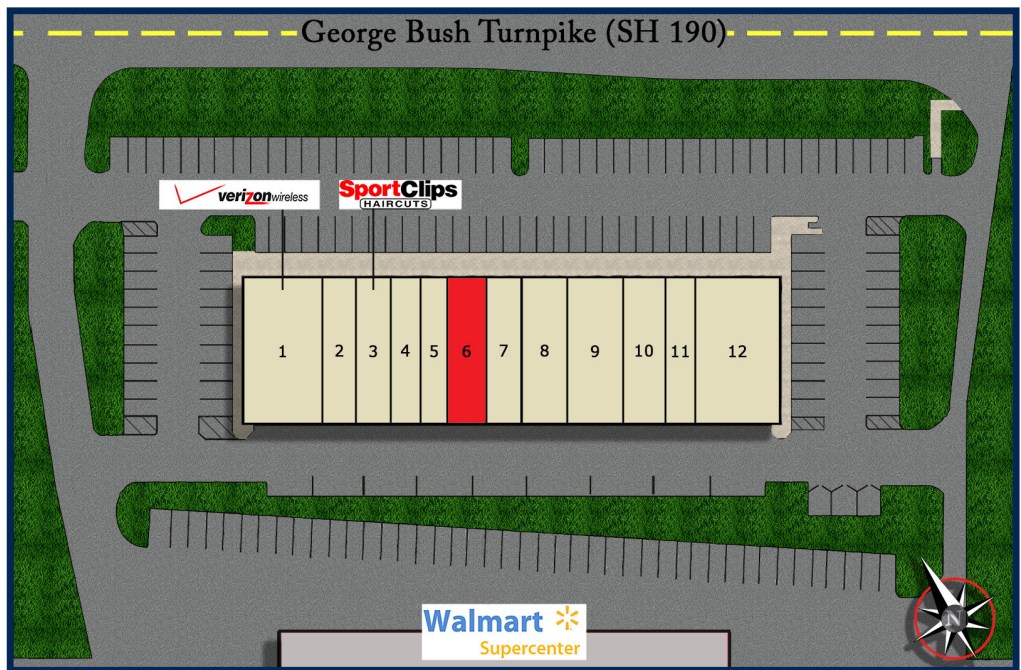 George Bush Turnpike (SH 190)
verizonwireless
SportClips
HAIRCUTS
1 2 3 4 5 6 7 8 9 10 11 12
Walmart
Supercenter
N